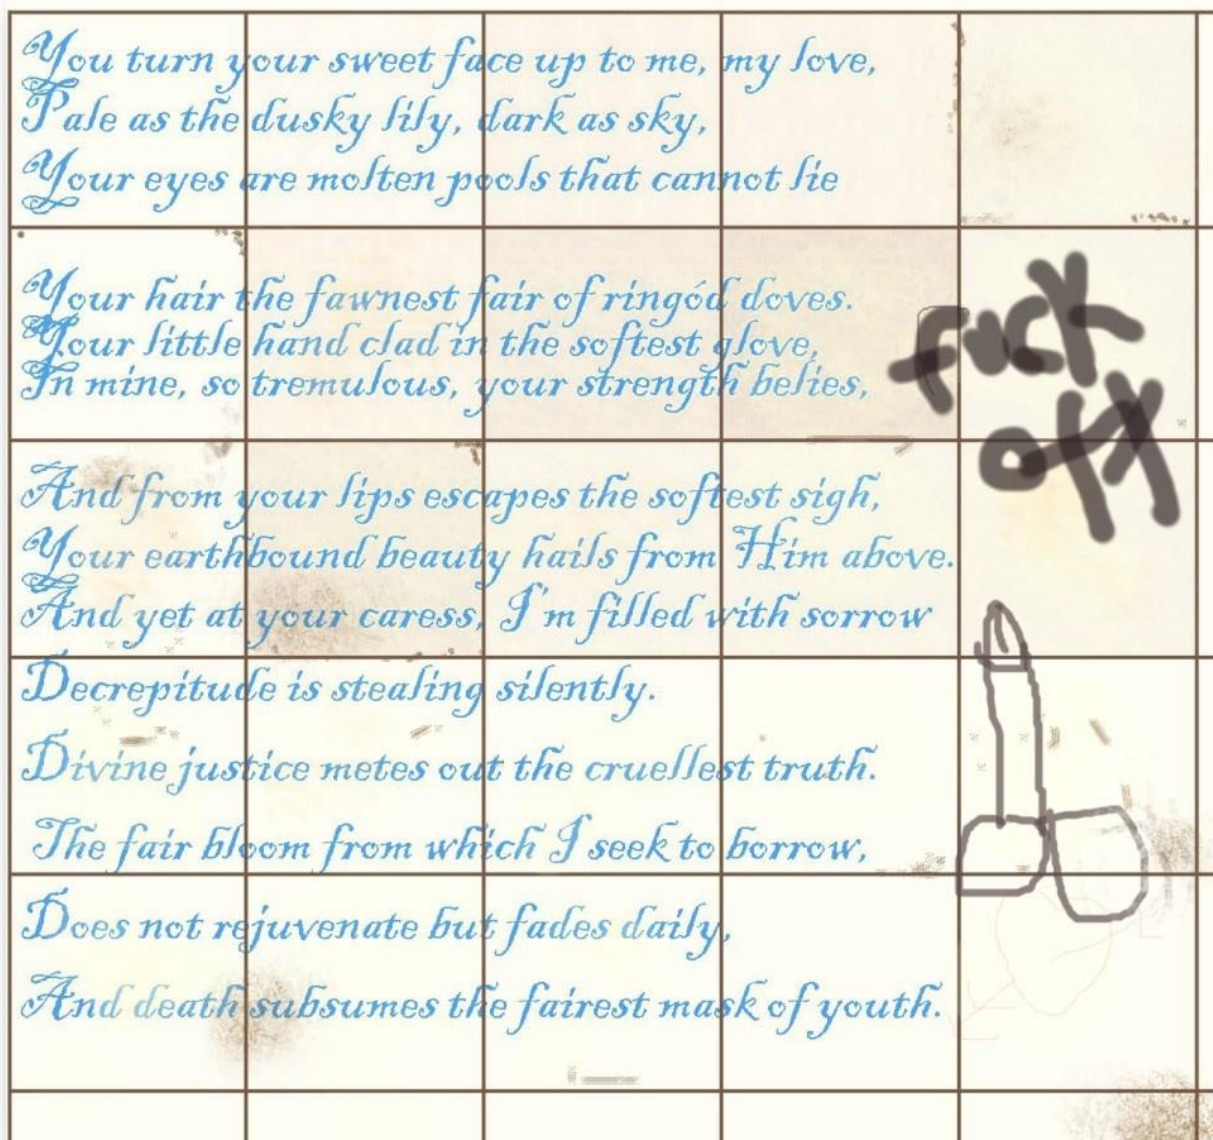 You turn your sweet face up to me, my love,
Pale as the dusky lily, dark as sky,
Your eyes are molten pools that cannot lie
Your hair the fawnest fair of ringód doves.
Your little hand clad in the softest glove,
In mine, so tremulous, your strength belies,
And from your lips escapes the softest sigh,
Your earthbound beauty hails from Him above.
And yet at your caress, I'm filled with sorrow
Decrepitude is stealing silently.
Divine justice metes out the cruellest truth.
The fair bloom from which I seek to borrow,
Does not rejuvenate but fades daily,
And death subsumes the fairest mask of youth.
Fuck
off